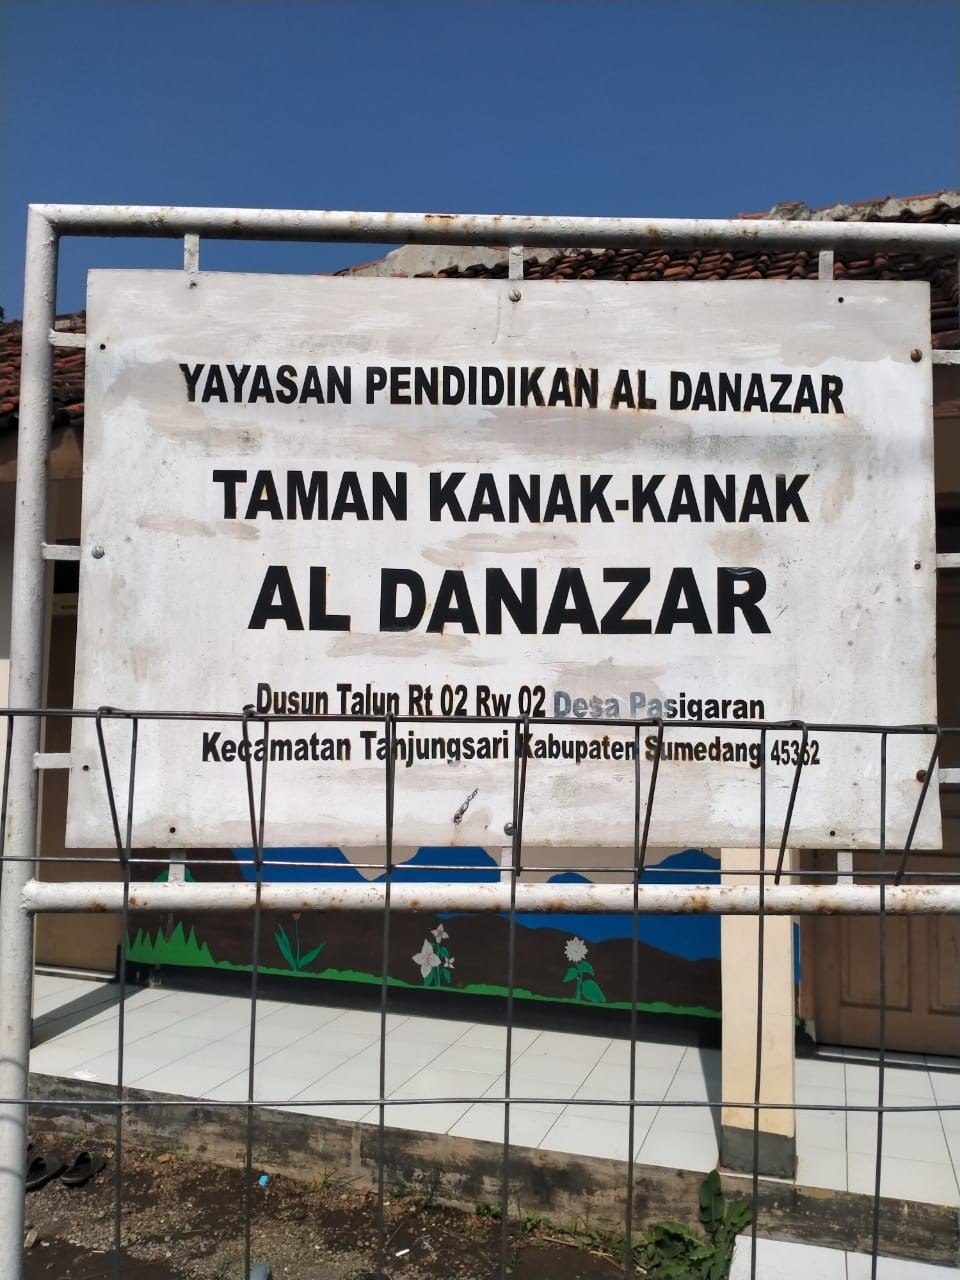 YAYASAN PENDIDIKAN AL DANAZAR
TAMAN KANAK-KANAK
AL DANAZAR
Dusun Talun Rt 02 Rw 02 Desa Pasigaran
Kecamatan Tanjungsari Kabupaten Sumedang 45362